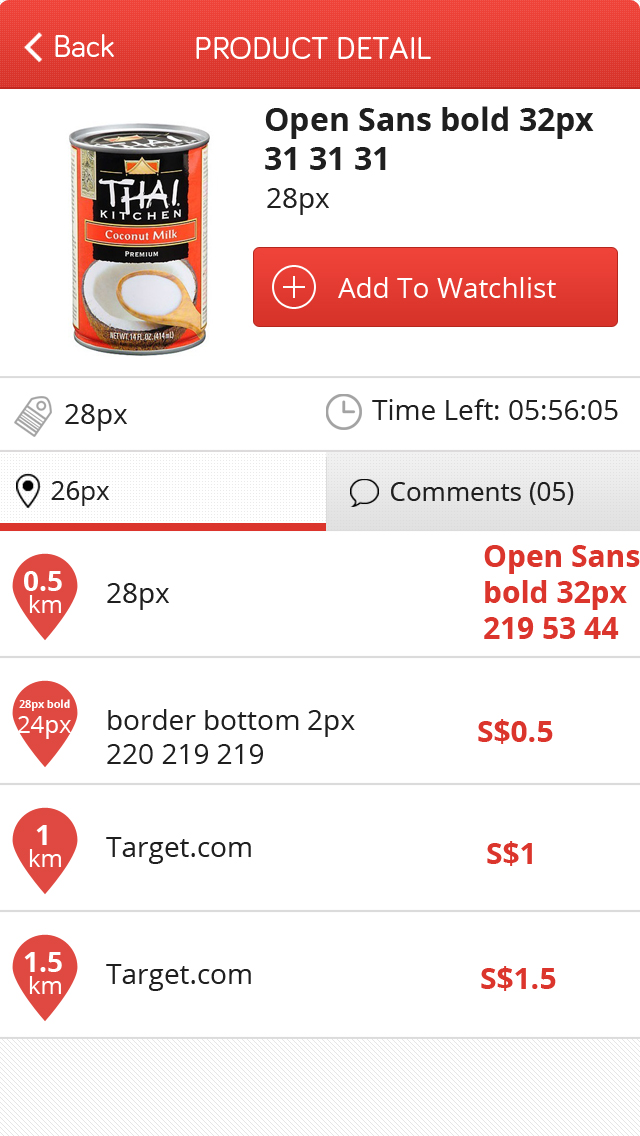 Back
PRODUCT DETAIL
Open Sans bold 32px
31 31 31
28px
THAI
KITCHEN
Coconut Milk
PREMIUM
NET WT. 14 FL. OZ. (414 ml)
Add To Watchlist
28px
Time Left: 05:56:05
26px
Comments (05)
0.5
km
28px
Open Sans
bold 32px
219 53 44
28px bold
24px
border bottom 2px
220 219 219
S$0.5
1
km
Target.com
S$1
1.5
km
Target.com
S$1.5